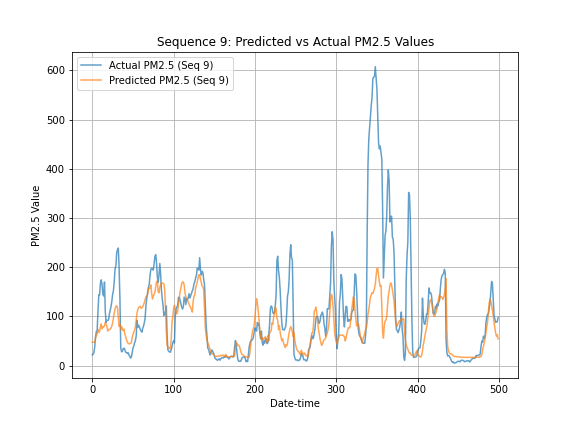 Sequence 9: Predicted vs Actual PM2.5 Values
Actual PM2.5 (Seq 9)
Predicted PM2.5 (Seq 9)
600
500
400
300
200
100
0
PM2.5 Value
0 100 200 300 400 500
Date-time